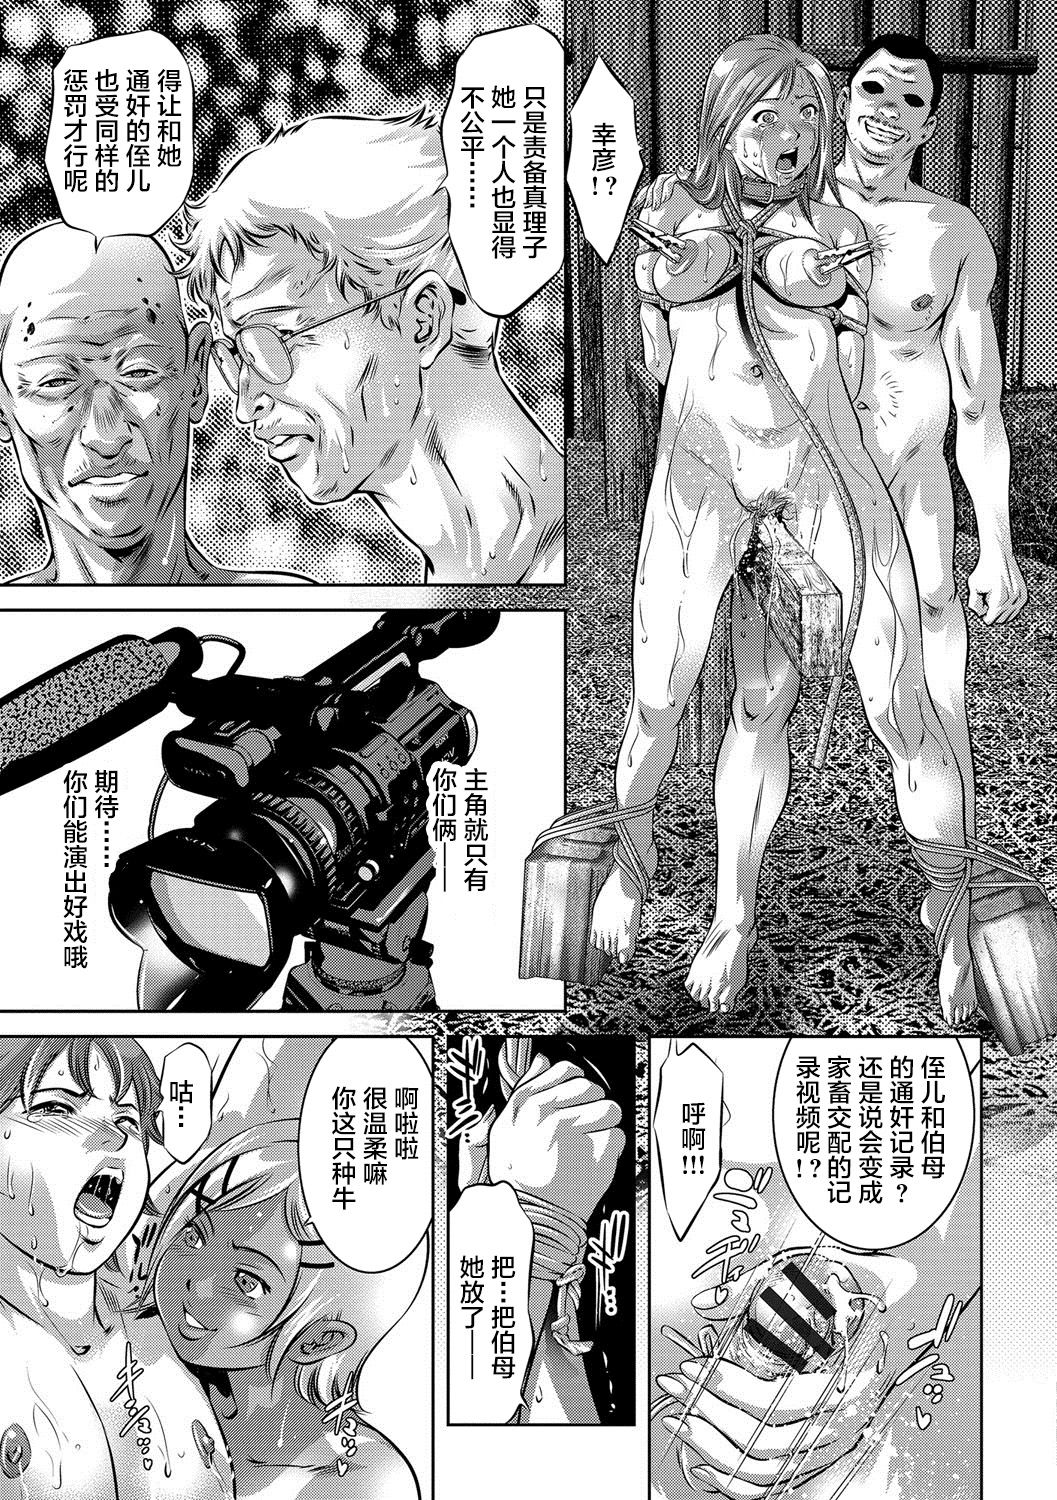 幸彦!?
只是责备真理子
她一个人也显得
不公平……
得让和她
通奸的侄儿
也受同样的
惩罚才行呢
主角就只有
你们俩——
期待……
你们能演出好戏哦
侄儿和伯母
的通奸记录?
还是说会变成
家畜交配的记
录视频呢!?
呼啊!!!
把…把伯母
她放了——
啊啦啦
很温柔嘛
你这只种牛
咕…